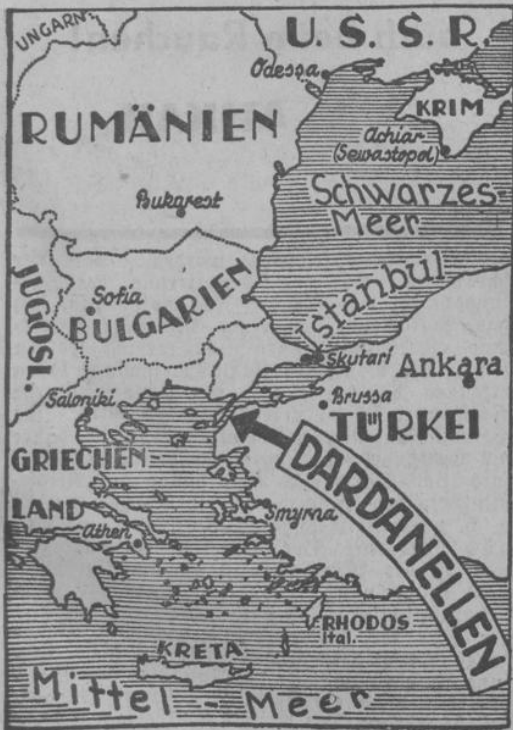 UNGARN
U.S.S.R.
Odessa
KRIM
RUMÄNIEN
Achiar
(Sewastopol)
Schwarzes-
Meer
Bukarest
JUGOSL.
Sofia
BULGARIEN
Istanbul
Skutari
Ankara
Saloniki
Brussa
TÜRKEI
GRIECHEN-
LAND
DARDANELLEN
Smyrna
Athen
RHODOS
Ital.
KRETA
Mittel-Meer